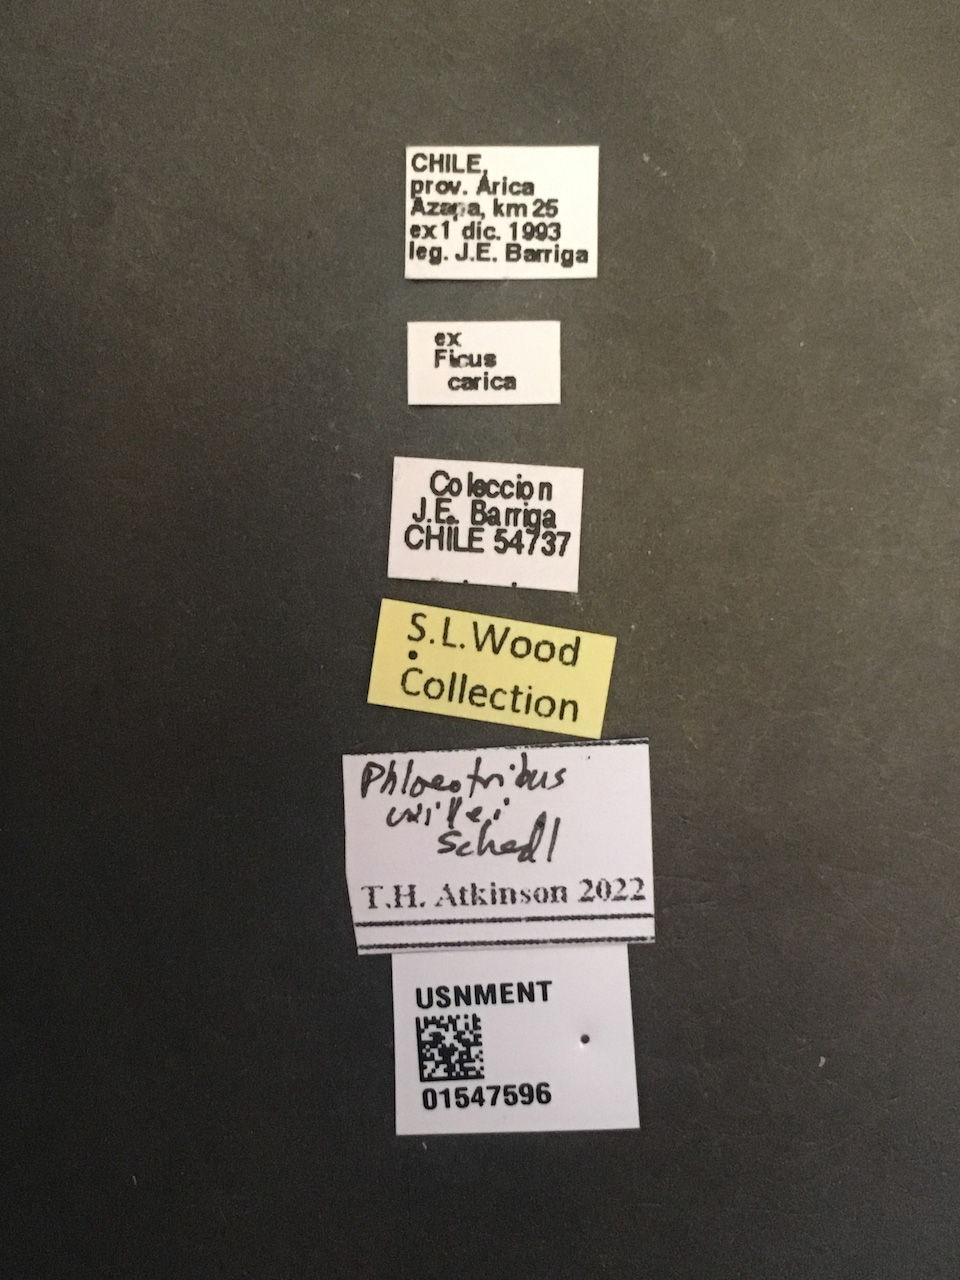 CHILE,
prov. Arica
Azapa, km 25
ex1 dic. 1993
leg. J.E. Barriga
ex
Ficus
carica
Coleccion
J.E. Barriga
CHILE 54737
S.L.Wood
Collection
Phloeotribus
willei
Schedl
T.H. Atkinson 2022
USNMENT
01547596